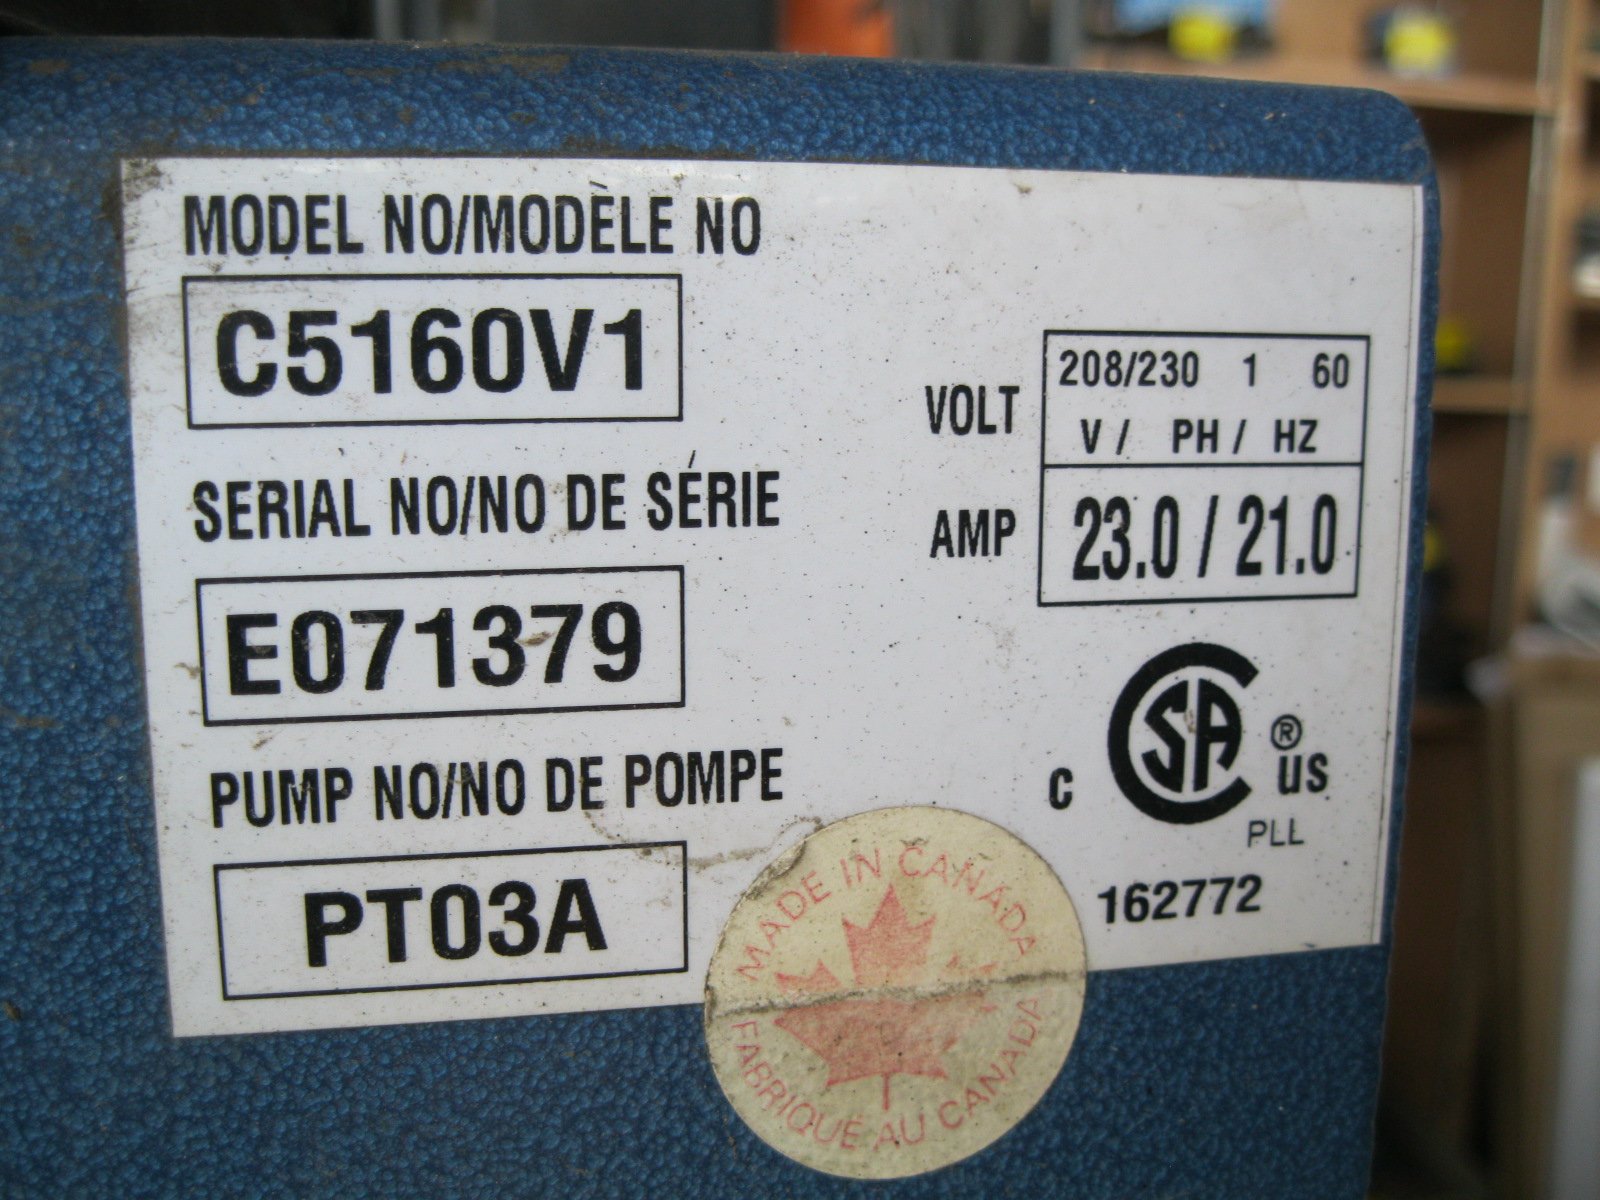 MODEL NO/MODÈLE NO
C5160V1
SERIAL NO/NO DE SÉRIE
E071379
PUMP NO/NO DE POMPE
PT03A
VOLT
208/230 1 60
V / PH / HZ
AMP
23.0 / 21.0
C
SA
®
US
PLL
162772
MADE IN CANADA
FABRIQUÉ AU CANADA